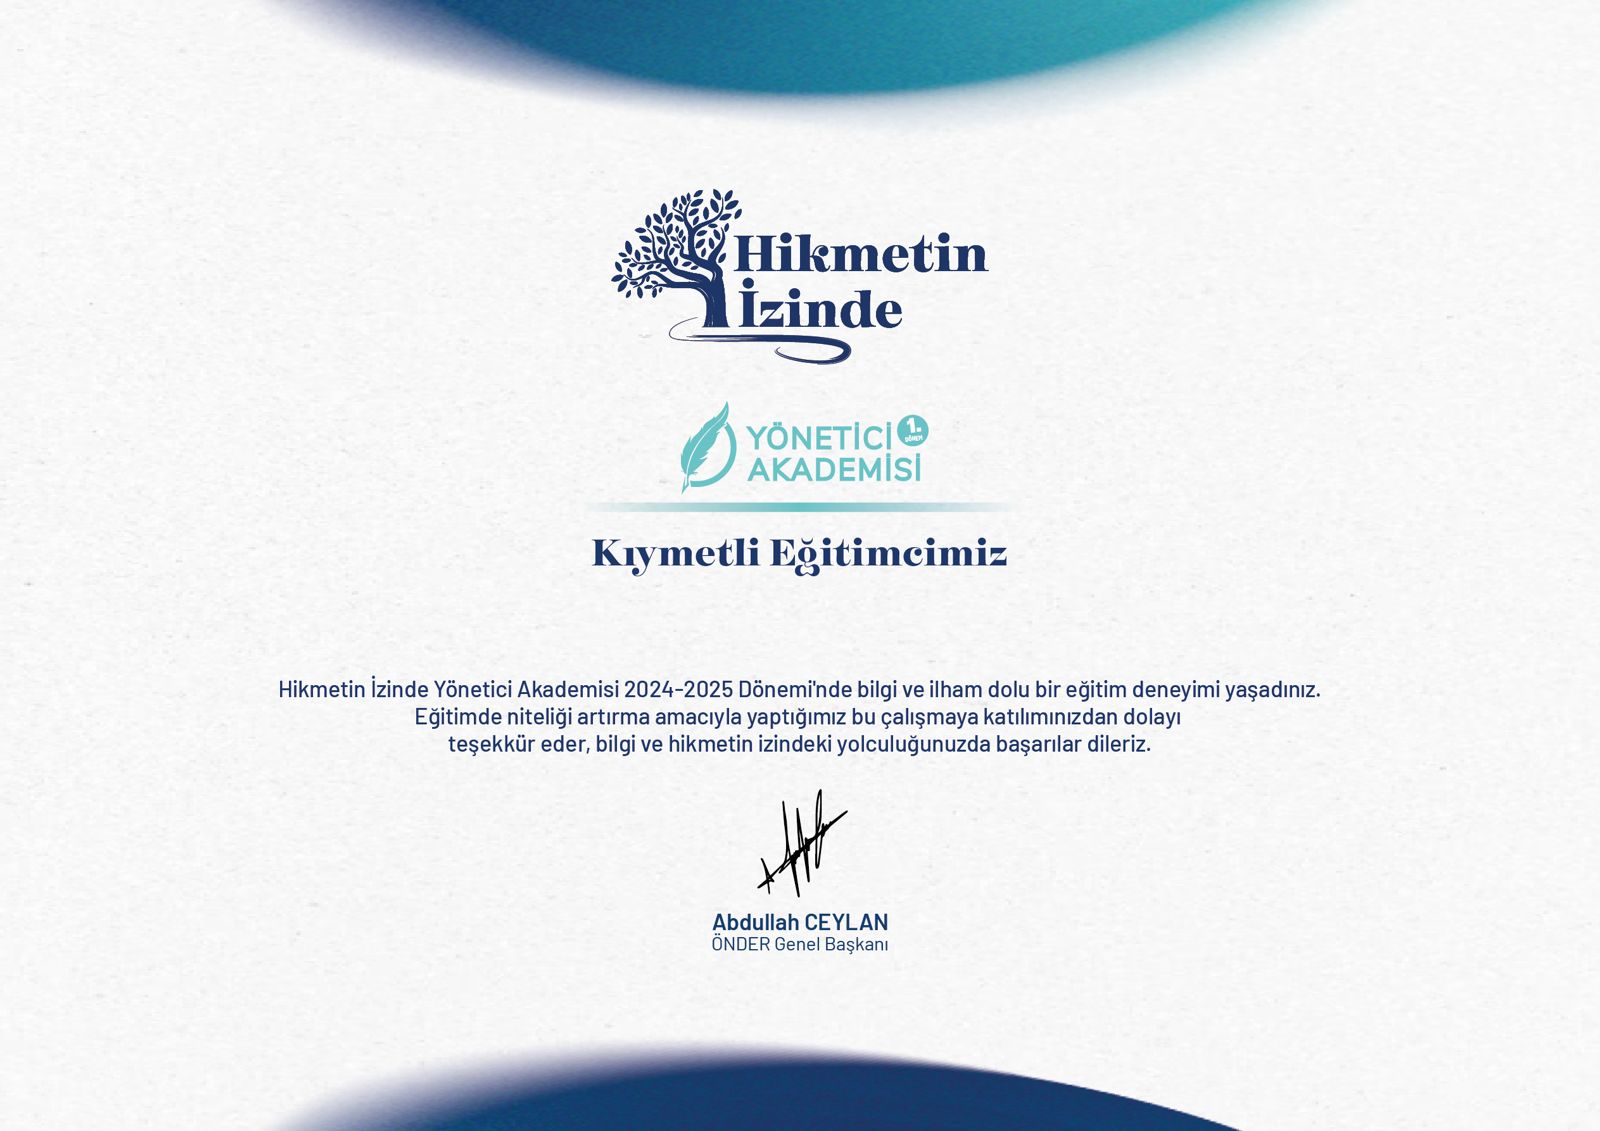 Hikmetin
İzinde
YÖNETİCİ 1. DÖNEM
AKADEMİSİ
Kıymetli Eğitimcimiz
Hikmetin İzinde Yönetici Akademisi 2024-2025 Dönemi'nde bilgi ve ilham dolu bir eğitim deneyimi yaşadınız.
Eğitimde niteliği artırma amacıyla yaptığımız bu çalışmaya katılımınızdan dolayı
teşekkür eder, bilgi ve hikmetin izindeki yolculuğunuzda başarılar dileriz.
Abdullah CEYLAN
ÖNDER Genel Başkanı